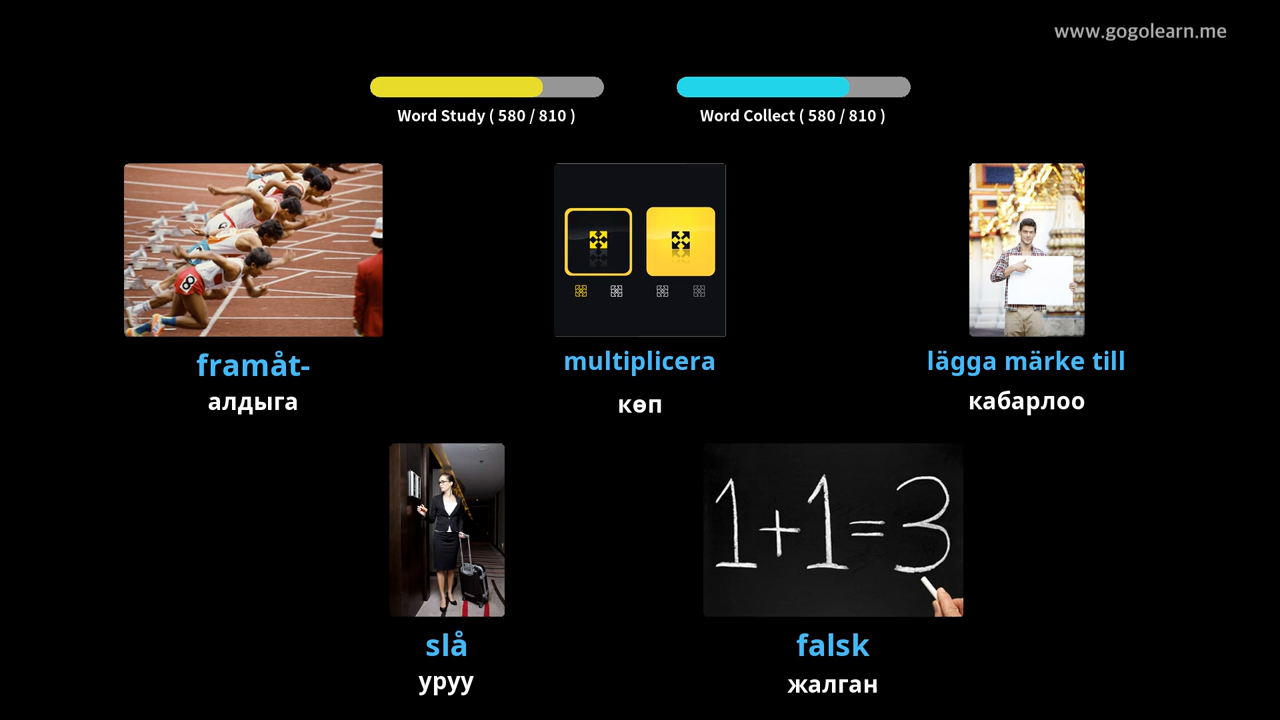 www.gogolearn.me
Word Study ( 580 / 810 )
Word Collect ( 580 / 810 )
8
framåt-
алдыга
multiplicera
көп
lägga märke till
кабарлоо
1+1=3
slå
уруу
falsk
жалган